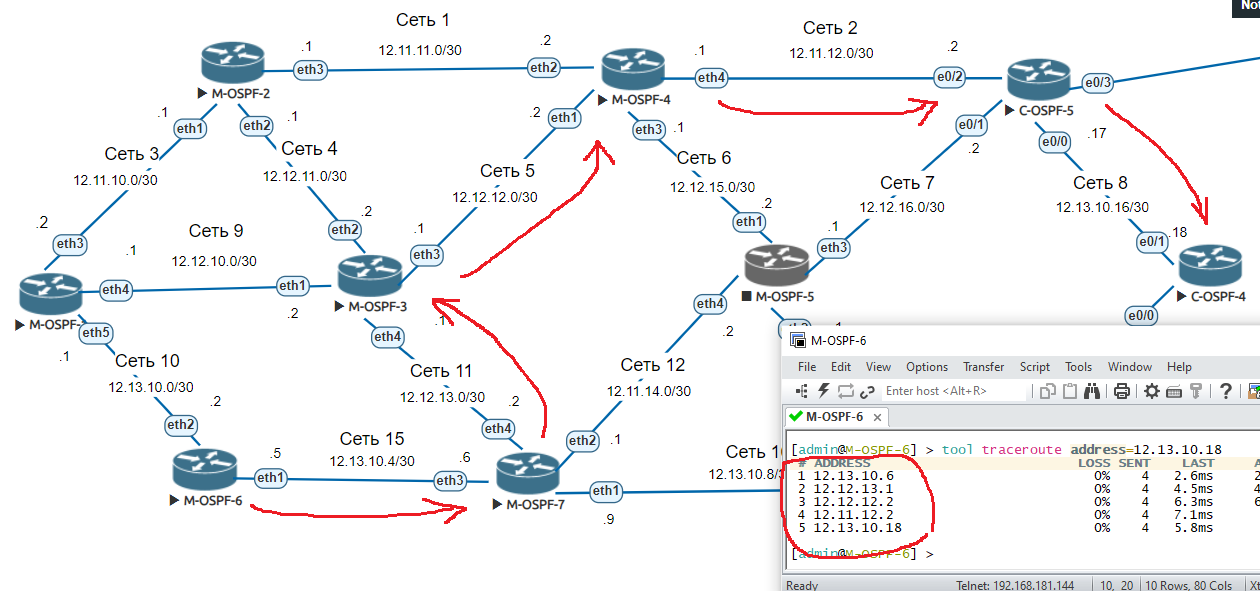 Not
Сеть 1
12.11.11.0/30
.1
.2
eth3
eth2
M-OSPF-2
M-OSPF-4
Сеть 2
12.11.12.0/30
.1
.2
eth4
e0/2
e0/3
C-OSPF-5
.1
eth1
eth2
.1
Сеть 3
12.11.10.0/30
Сеть 4
12.12.11.0/30
.2
eth1
Сеть 5
12.12.12.0/30
eth3
.1
Сеть 6
12.12.15.0/30
e0/1
.2
e0/0
.17
Сеть 7
12.12.16.0/30
Сеть 8
12.13.10.16/30
.2
eth3
.1
Сеть 9
12.12.10.0/30
.2
eth2
.1
eth3
.2
eth1
.1
eth3
.18
e0/1
C-OSPF-4
e0/0
M-OSPF-
eth4
eth1
.2
M-OSPF-3
M-OSPF-5
eth5
.1
eth4
.1
eth4
.2
.1
Сеть 10
12.13.10.0/30
.2
eth2
Сеть 11
12.12.13.0/30
.2
eth4
Сеть 12
12.11.14.0/30
eth2
.1
Сеть 15
12.13.10.4/30
.5
.6
eth1
eth3
M-OSPF-6
M-OSPF-7
eth1
.9
12.13.10.8/30
M-OSPF-6
File Edit View Options Transfer Script Tools Window Help
Enter host <Alt+R>
M-OSPF-6
[admin@M-OSPF-6] > tool traceroute address=12.13.10.18
# ADDRESS LOSS SENT LAST A
1 12.13.10.6 0% 4 2.6ms 2
2 12.12.13.1 0% 4 4.5ms 4
3 12.12.12.2 0% 4 6.3ms 6
4 12.11.12.2 0% 4 7.1ms
5 12.13.10.18 0% 4 5.8ms
[admin@M-OSPF-6] >
Ready Telnet: 192.168.181.144 10, 20 10 Rows, 80 Cols